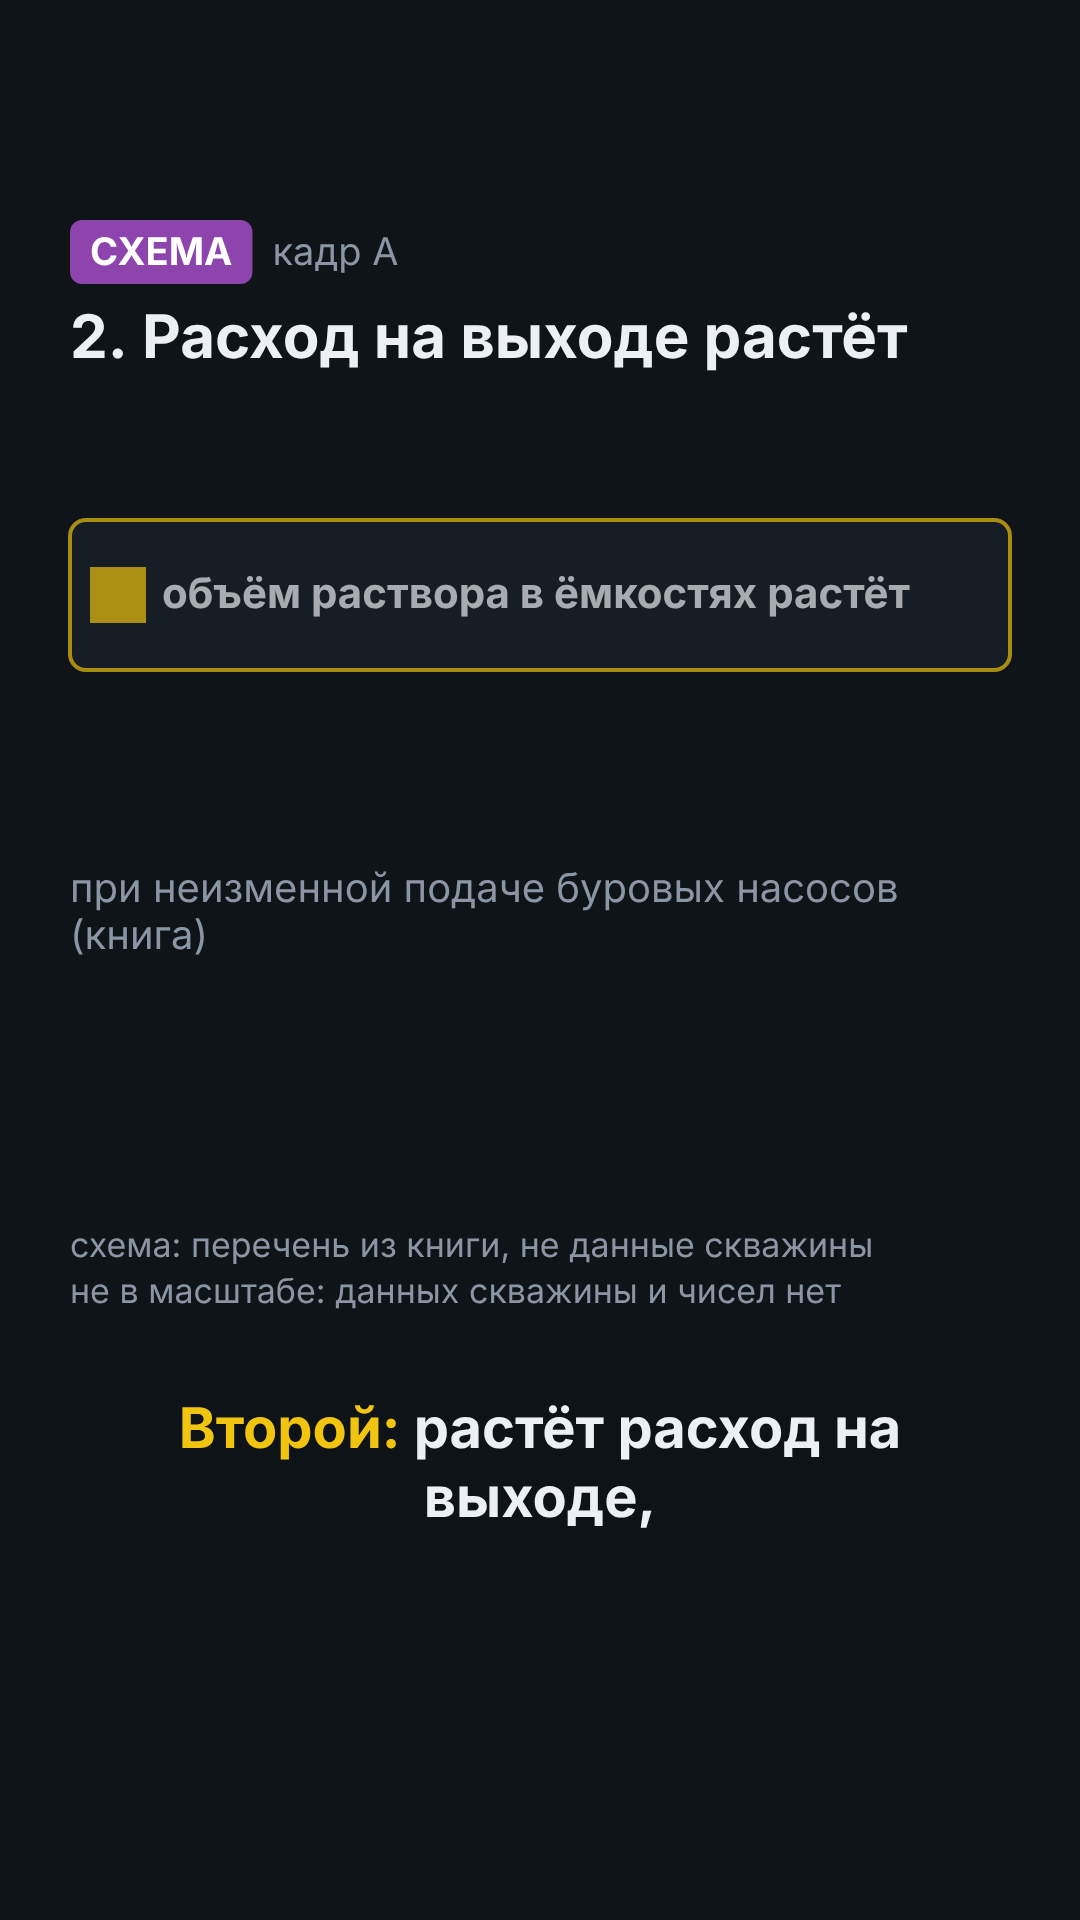 СХЕМА кадр А
2. Расход на выходе растёт
объём раствора в ёмкостях растёт
при неизменной подаче буровых насосов
(книга)
схема: перечень из книги, не данные скважины
не в масштабе: данных скважины и чисел нет
Второй: растёт расход на
выходе,